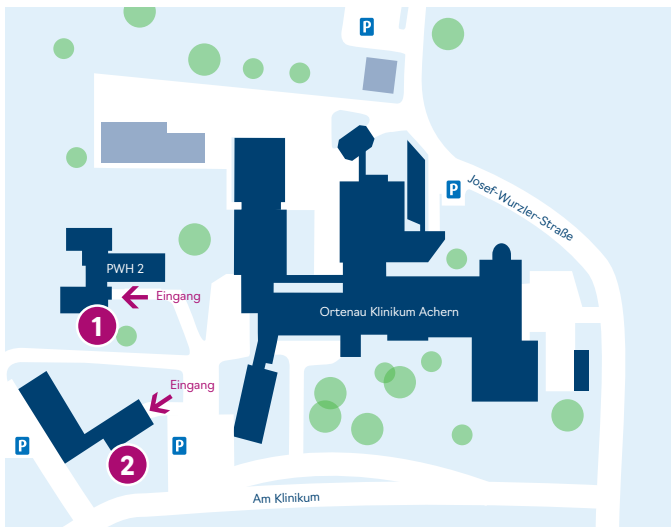 P
P
Josef-Wurzler-Straße
PWH 2
Eingang
1
Ortenau Klinikum Achern
Eingang
P
P
2
Am Klinikum